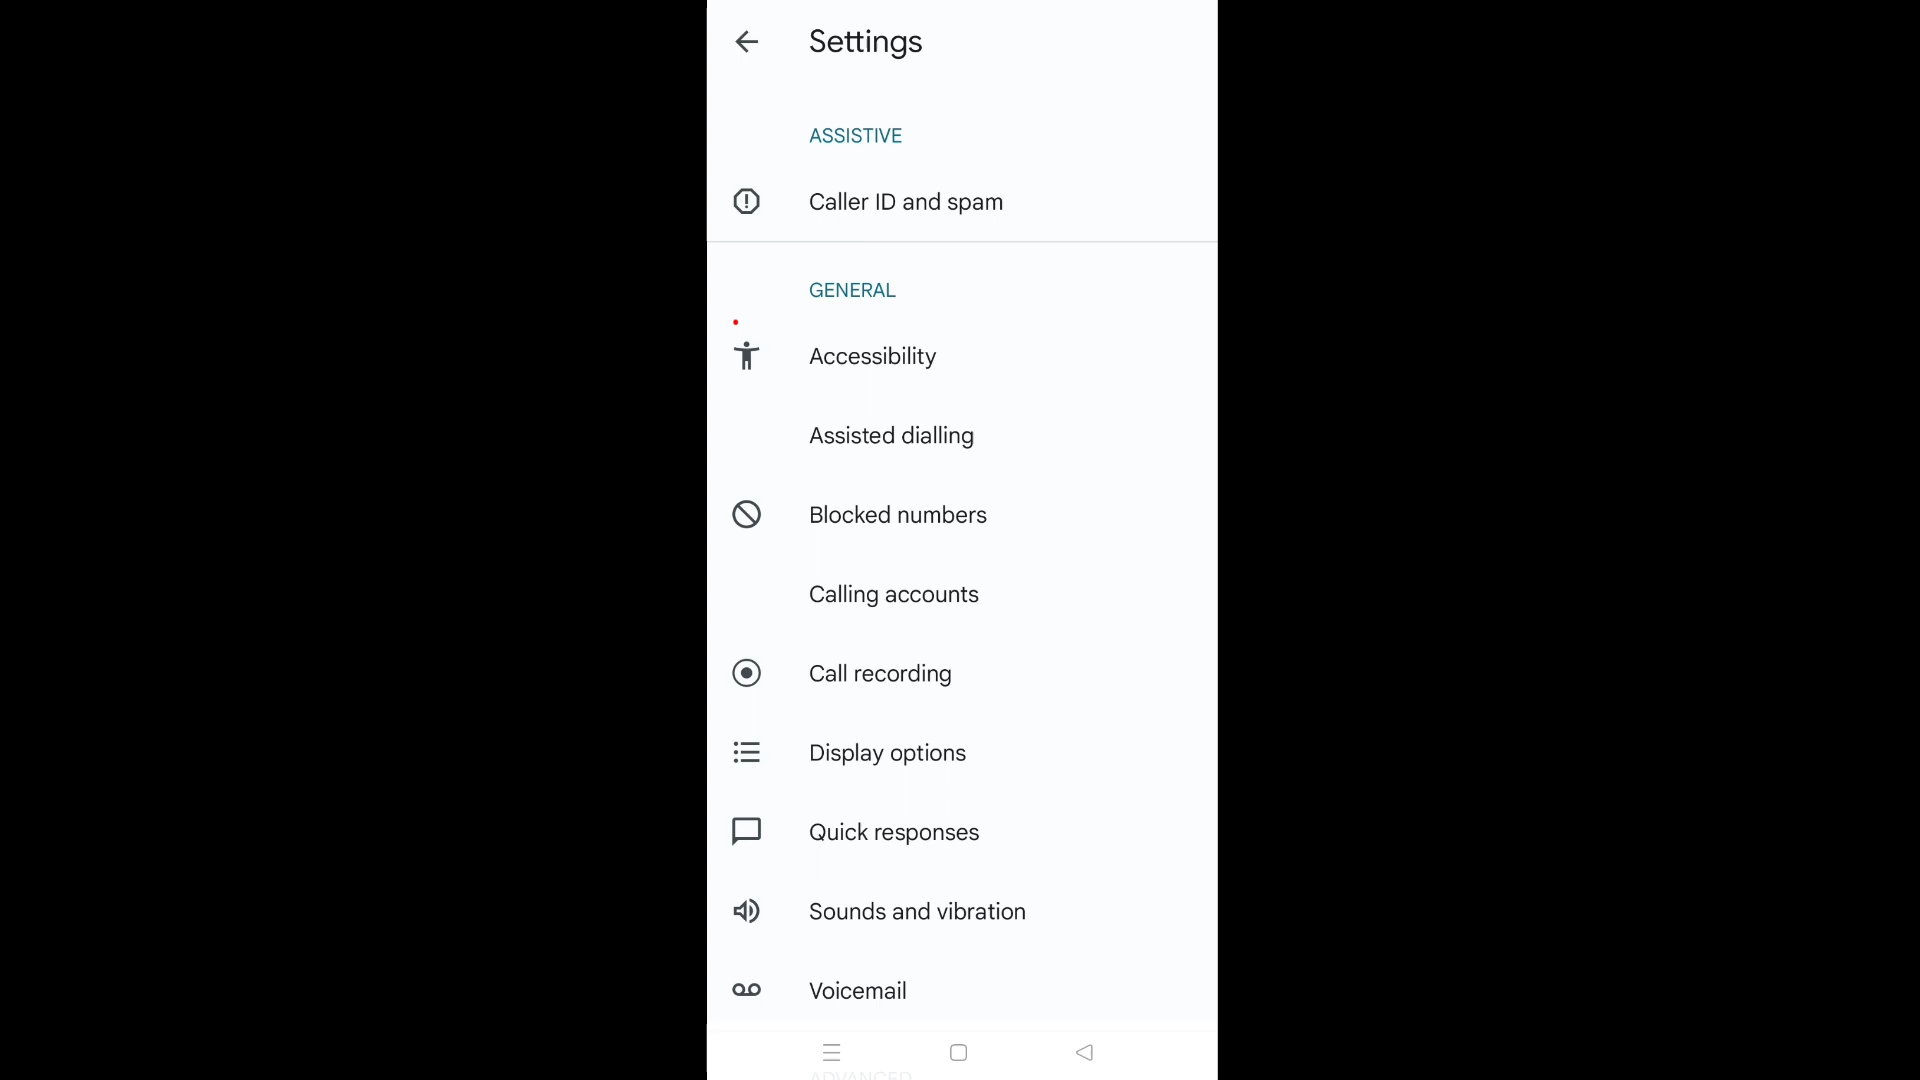 Settings
ASSISTIVE
Caller ID and spam
GENERAL
Accessibility
Assisted dialling
Blocked numbers
Calling accounts
Call recording
Display options
Quick responses
Sounds and vibration
Voicemail
ADVANCED